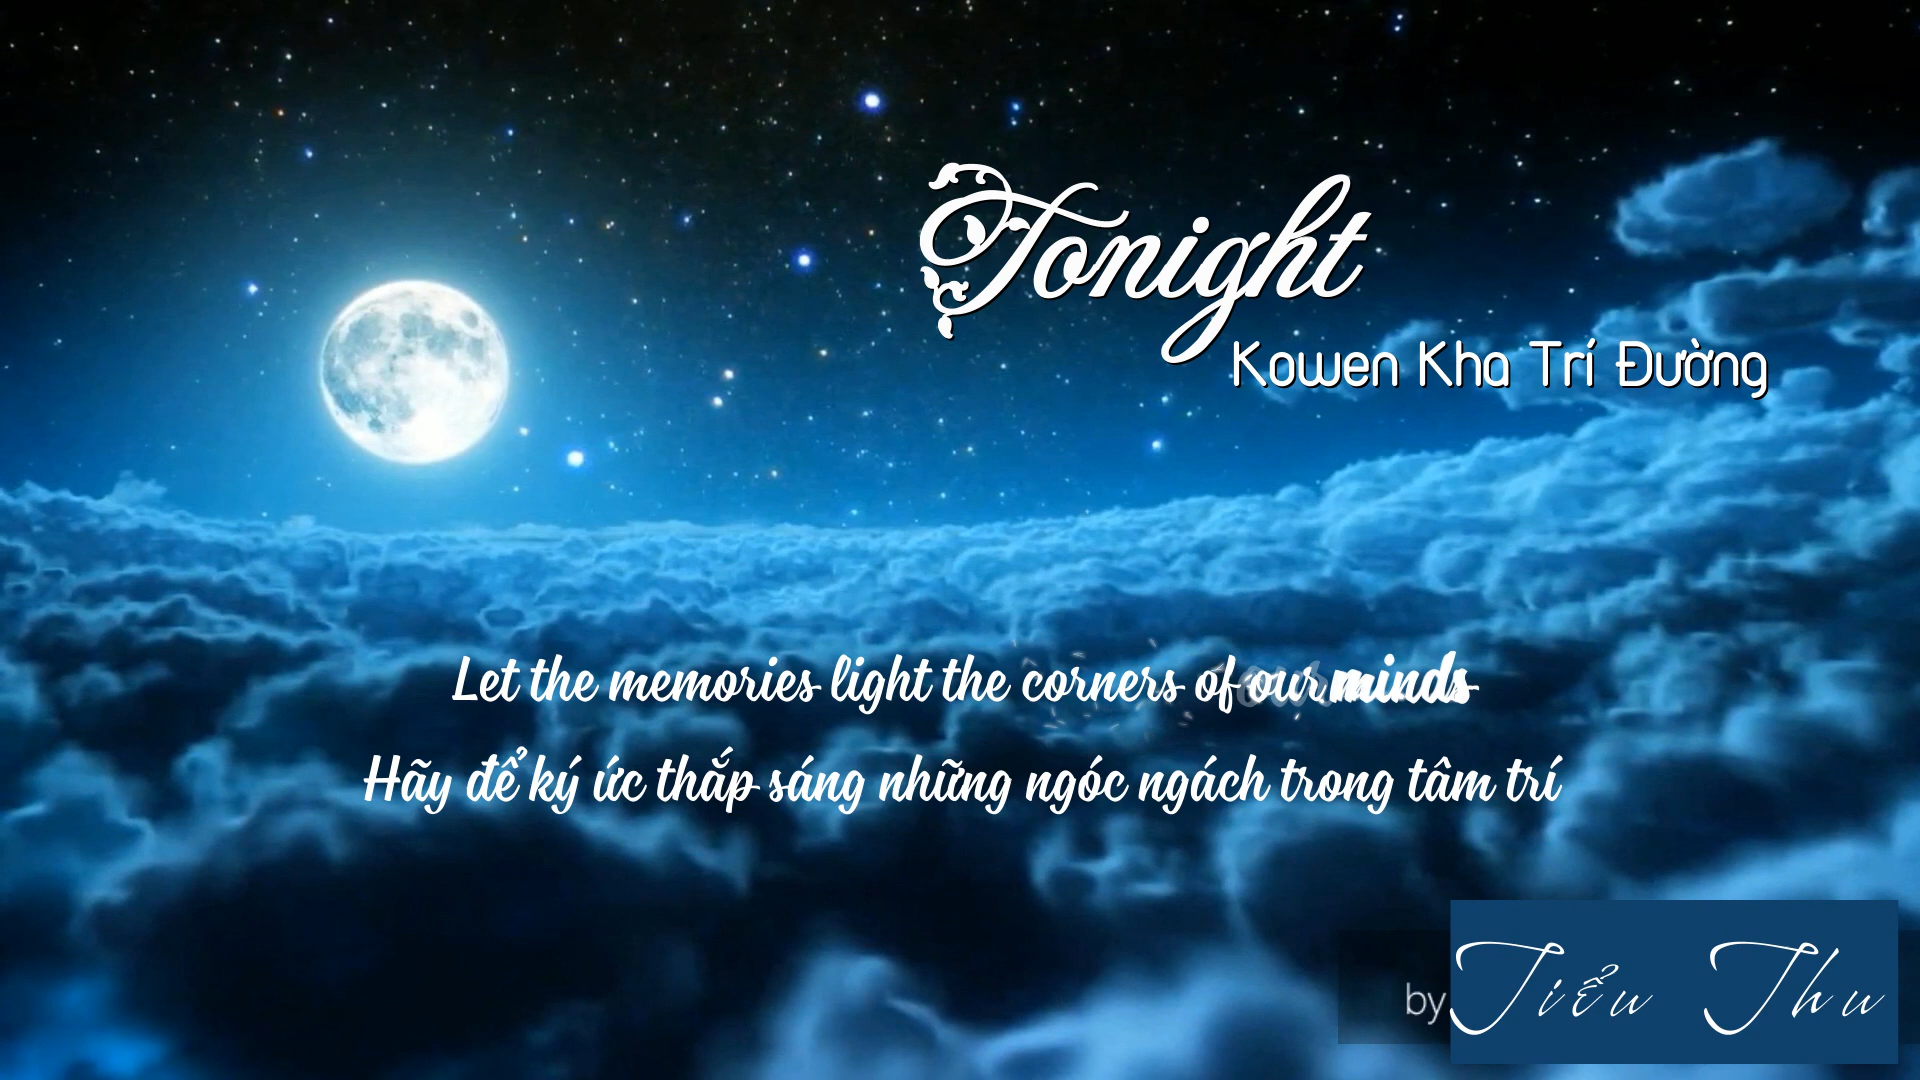 Tonight
Kowen Kha Trí Đường
Let the memories light the corners of our minds
Hãy để ký ức thắp sáng những ngóc ngách trong tâm trí
by Tiểu Thu